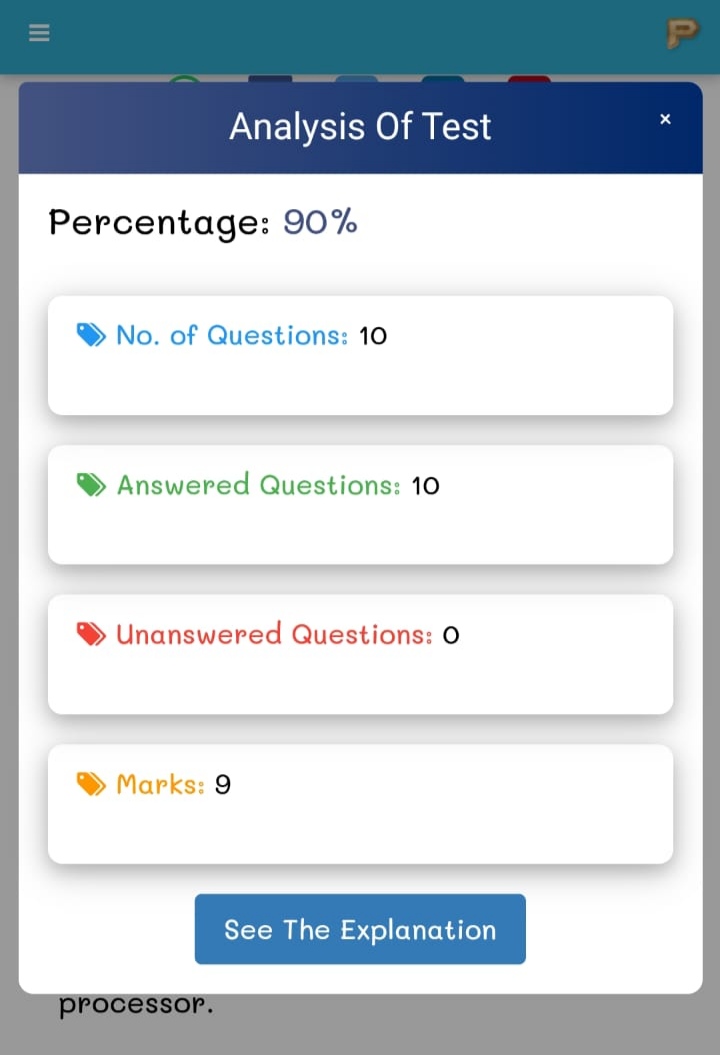 P
Analysis Of Test
×
Percentage: 90%
No. of Questions: 10
Answered Questions: 10
Unanswered Questions: 0
Marks: 9
See The Explanation
processor.